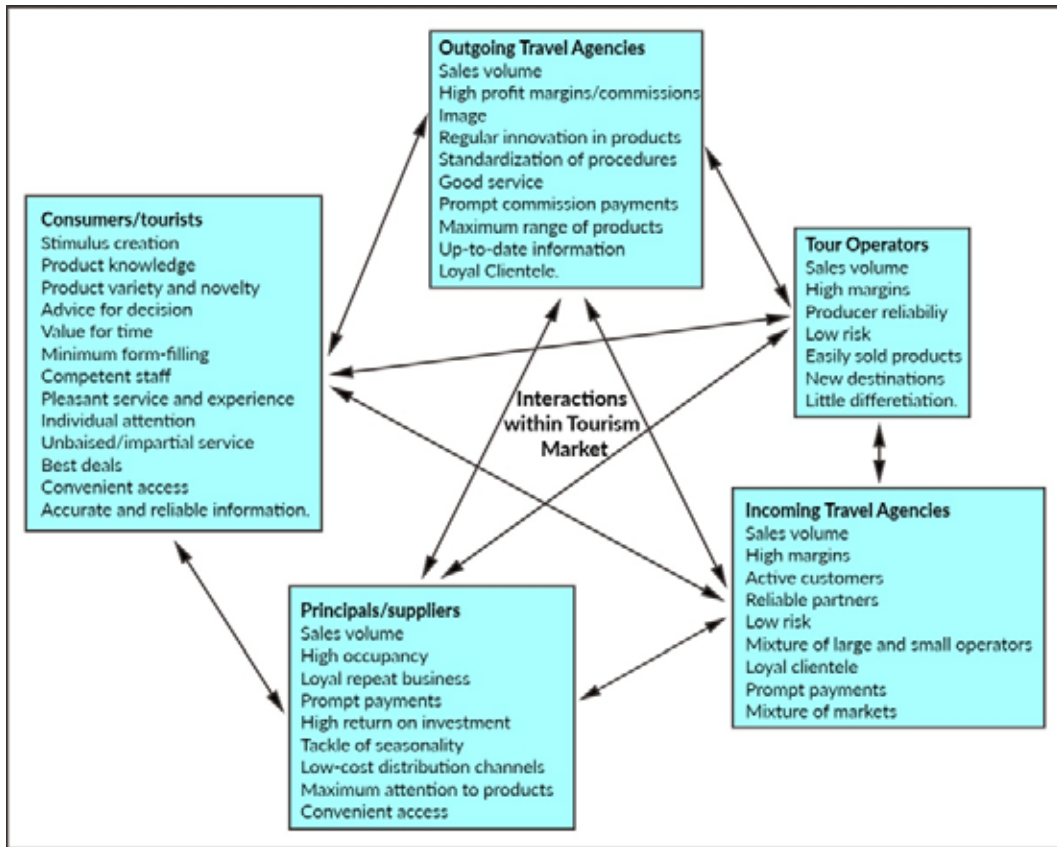 Outgoing Travel Agencies
Sales volume
High profit margins/commissions
Image
Regular innovation in products
Standardization of procedures
Good service
Prompt commission payments
Maximum range of products
Up-to-date information
Loyal Clientele.
Consumers/tourists
Stimulus creation
Product knowledge
Product variety and novelty
Advice for decision
Value for time
Minimum form-filling
Competent staff
Pleasant service and experience
Individual attention
Unbaised/impartial service
Best deals
Convenient access
Accurate and reliable information.
Tour Operators
Sales volume
High margins
Producer reliabiliy
Low risk
Easily sold products
New destinations
Little differetiation.
Interactions
within Tourism
Market
Incoming Travel Agencies
Sales volume
High margins
Active customers
Reliable partners
Low risk
Mixture of large and small operators
Loyal clientele
Prompt payments
Mixture of markets
Principals/suppliers
Sales volume
High occupancy
Loyal repeat business
Prompt payments
High return on investment
Tackle of seasonality
Low-cost distribution channels
Maximum attention to products
Convenient access